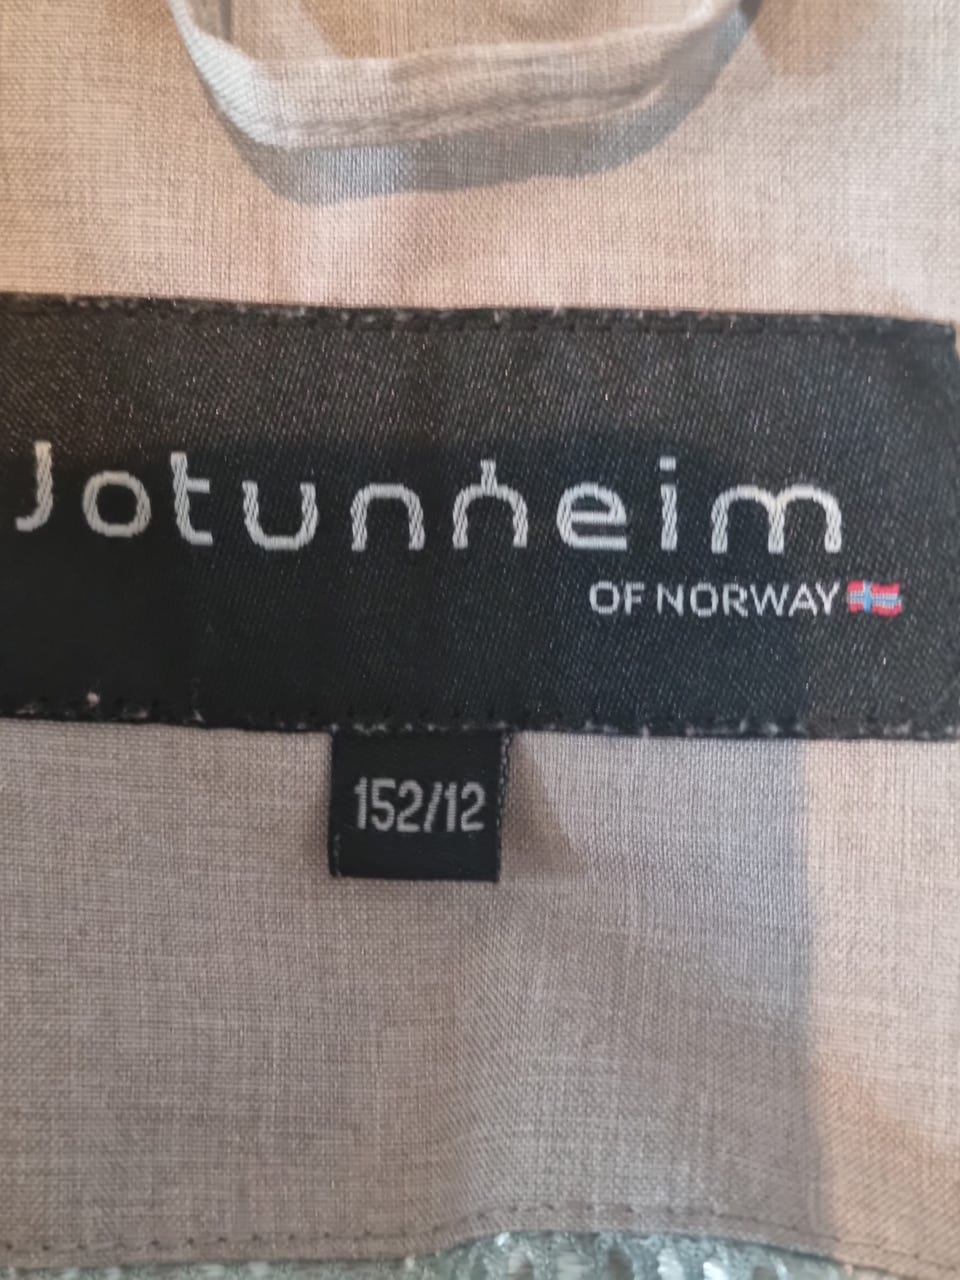 Jotunheim
OF NORWAY
152/12